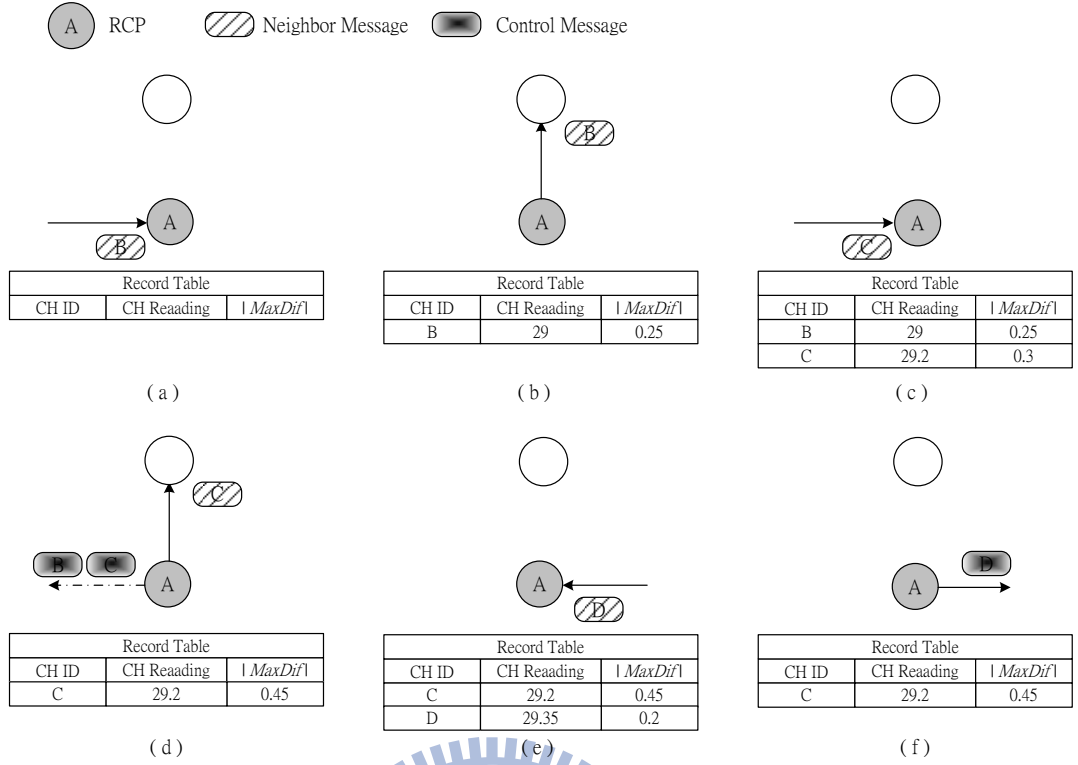 A RCP Neighbor Message Control Message
A
B
Record Table
CH ID CH Reaading | MaxDif |
(a)
B
A
Record Table
CH ID CH Reaading | MaxDif |
B 29 0.25
(b)
A
C
Record Table
CH ID CH Reaading | MaxDif |
B 29 0.25
C 29.2 0.3
(c)
C
B C
A
Record Table
CH ID CH Reaading | MaxDif |
C 29.2 0.45
(d)
A
D
Record Table
CH ID CH Reaading | MaxDif |
C 29.2 0.45
D 29.35 0.2
(e)
D
A
Record Table
CH ID CH Reaading | MaxDif |
C 29.2 0.45
(f)